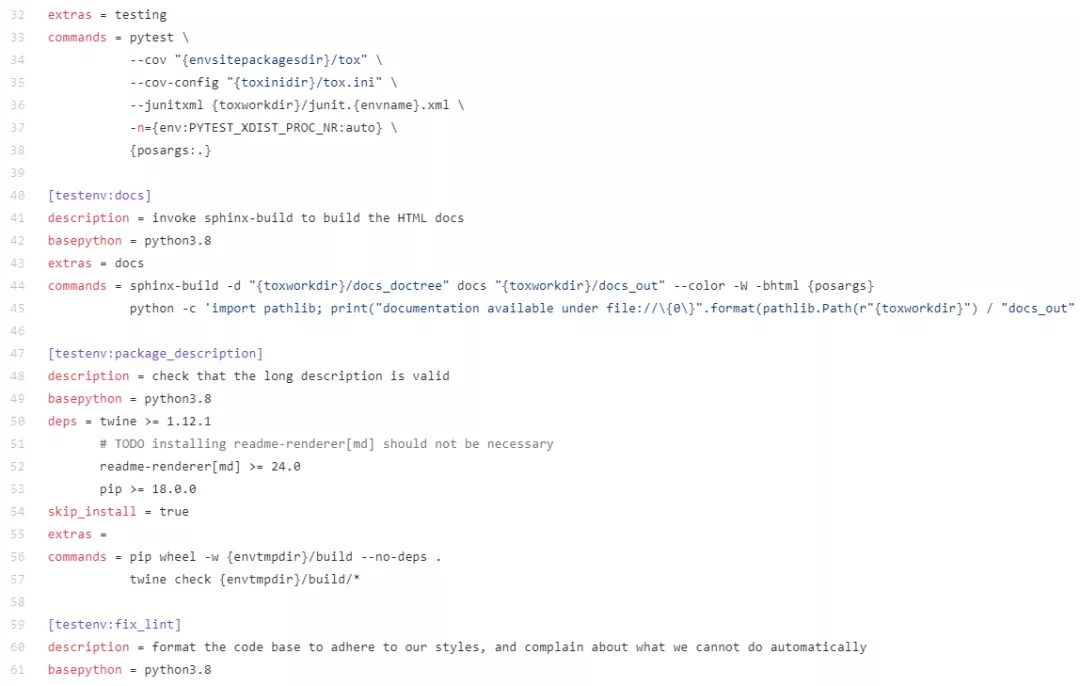 32 extras = testing
33 commands = pytest \
34 --cov "{envsitepackagesdir}/tox" \
35 --cov-config "{toxinidir}/tox.ini" \
36 --junitxml {toxworkdir}/junit.{envname}.xml \
37 -n={env:PYTEST_XDIST_PROC_NR:auto} \
38 {posargs:.}
39
40 [testenv:docs]
41 description = invoke sphinx-build to build the HTML docs
42 basepython = python3.8
43 extras = docs
44 commands = sphinx-build -d "{toxworkdir}/docs_doctree" docs "{toxworkdir}/docs_out" --color -W -bhtml {posargs}
45 python -c 'import pathlib; print("documentation available under file://\{0\}".format(pathlib.Path(r"{toxworkdir}") / "docs_out"
46
47 [testenv:package_description]
48 description = check that the long description is valid
49 basepython = python3.8
50 deps = twine >= 1.12.1
51 # TODO installing readme-renderer[md] should not be necessary
52 readme-renderer[md] >= 24.0
53 pip >= 18.0.0
54 skip_install = true
55 extras =
56 commands = pip wheel -w {envtmpdir}/build --no-deps .
57 twine check {envtmpdir}/build/*
58
59 [testenv:fix_lint]
60 description = format the code base to adhere to our styles, and complain about what we cannot do automatically
61 basepython = python3.8